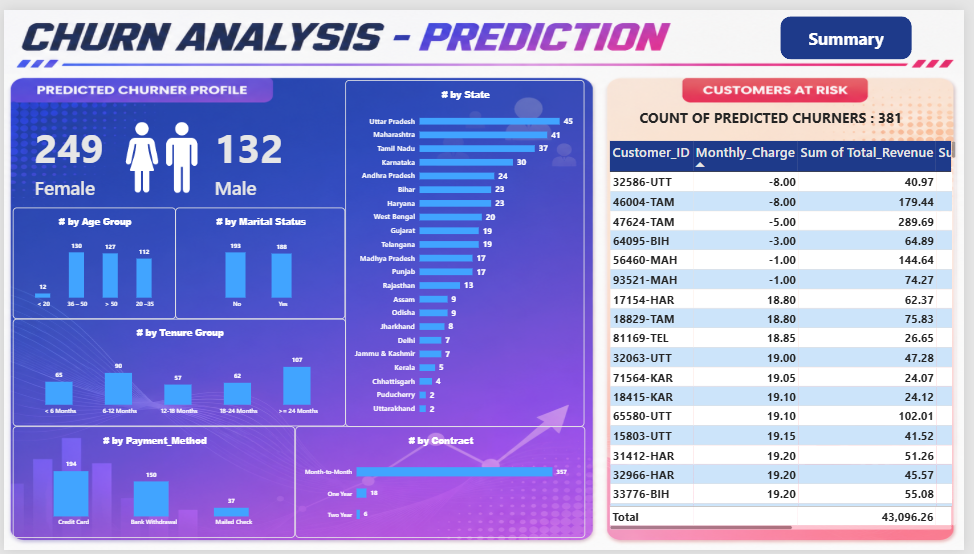 CHURN ANALYSIS - PREDICTION
Summary
PREDICTED CHURNER PROFILE
249
Female
132
Male
# by Age Group
12 130 127 112
< 20 36 – 50 > 50 20 –35
# by Marital Status
193 188
No Yes
# by Tenure Group
65 90 57 62 107
< 6 Months 6-12 Months 12-18 Months 18-24 Months >= 24 Months
# by Payment_Method
194 150 37
Credit Card Bank Withdrawal Mailed Check
# by State
Uttar Pradesh 45
Maharashtra 41
Tamil Nadu 37
Karnataka 30
Andhra Pradesh 24
Bihar 23
Haryana 23
West Bengal 20
Gujarat 19
Telangana 19
Madhya Pradesh 17
Punjab 17
Rajasthan 13
Assam 9
Odisha 9
Jharkhand 8
Delhi 7
Jammu & Kashmir 7
Kerala 5
Chhattisgarh 4
Puducherry 2
Uttarakhand 2
# by Contract
Month-to-Month 357
One Year 18
Two Year 6
CUSTOMERS AT RISK
COUNT OF PREDICTED CHURNERS : 381
Customer_ID Monthly_Charge Sum of Total_Revenue Su
32586-UTT -8.00 40.97
46004-TAM -8.00 179.44
47624-TAM -5.00 289.69
64095-BIH -3.00 64.89
56460-MAH -1.00 144.64
93521-MAH -1.00 74.27
17154-HAR 18.80 62.37
18829-TAM 18.80 75.83
81169-TEL 18.85 26.65
32063-UTT 19.00 47.28
71564-KAR 19.05 24.07
18415-KAR 19.10 24.12
65580-UTT 19.10 102.01
15803-UTT 19.15 41.52
31412-HAR 19.20 51.26
32966-HAR 19.20 45.57
33776-BIH 19.20 55.08
Total 43,096.26